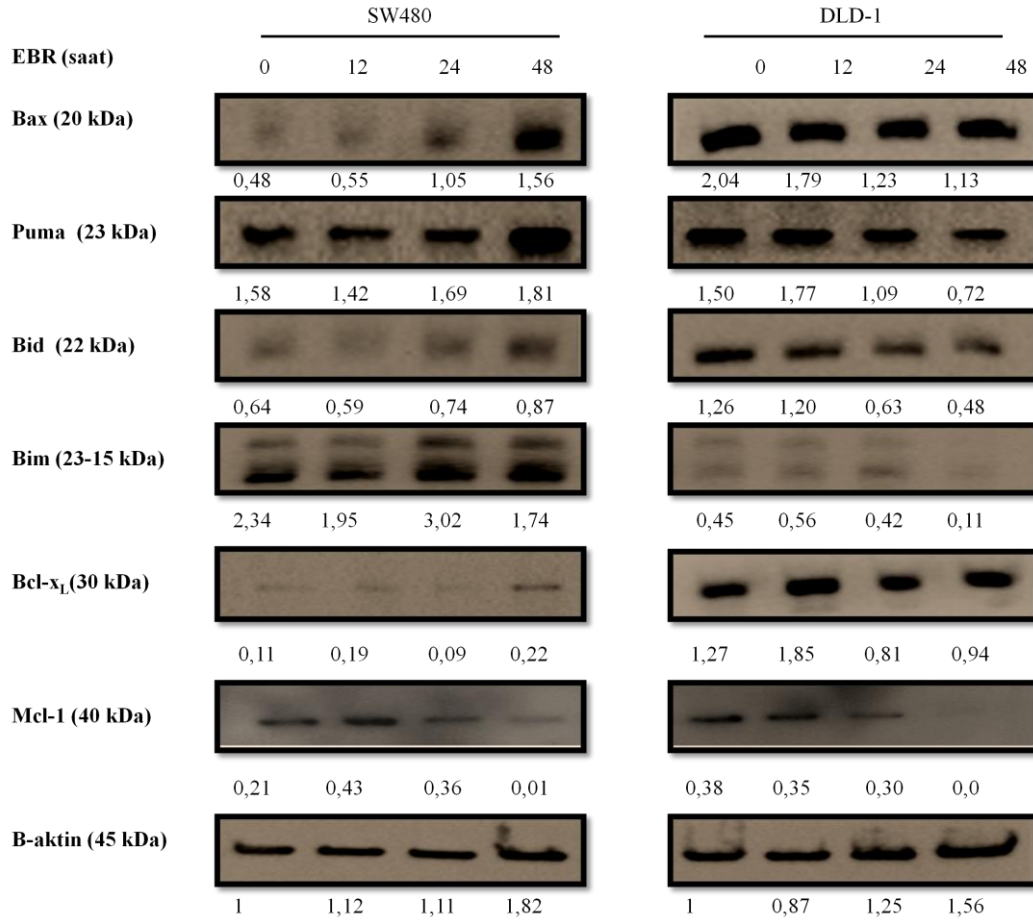 SW480 DLD-1
EBR (saat) 0 12 24 48 0 12 24 48
Bax (20 kDa)
0,48 0,55 1,05 1,56 2,04 1,79 1,23 1,13
Puma (23 kDa)
1,58 1,42 1,69 1,81 1,50 1,77 1,09 0,72
Bid (22 kDa)
0,64 0,59 0,74 0,87 1,26 1,20 0,63 0,48
Bim (23-15 kDa)
2,34 1,95 3,02 1,74 0,45 0,56 0,42 0,11
Bcl-xL(30 kDa)
0,11 0,19 0,09 0,22 1,27 1,85 0,81 0,94
Mcl-1 (40 kDa)
0,21 0,43 0,36 0,01 0,38 0,35 0,30 0,0
B-aktin (45 kDa)
1 1,12 1,11 1,82 1 0,87 1,25 1,56